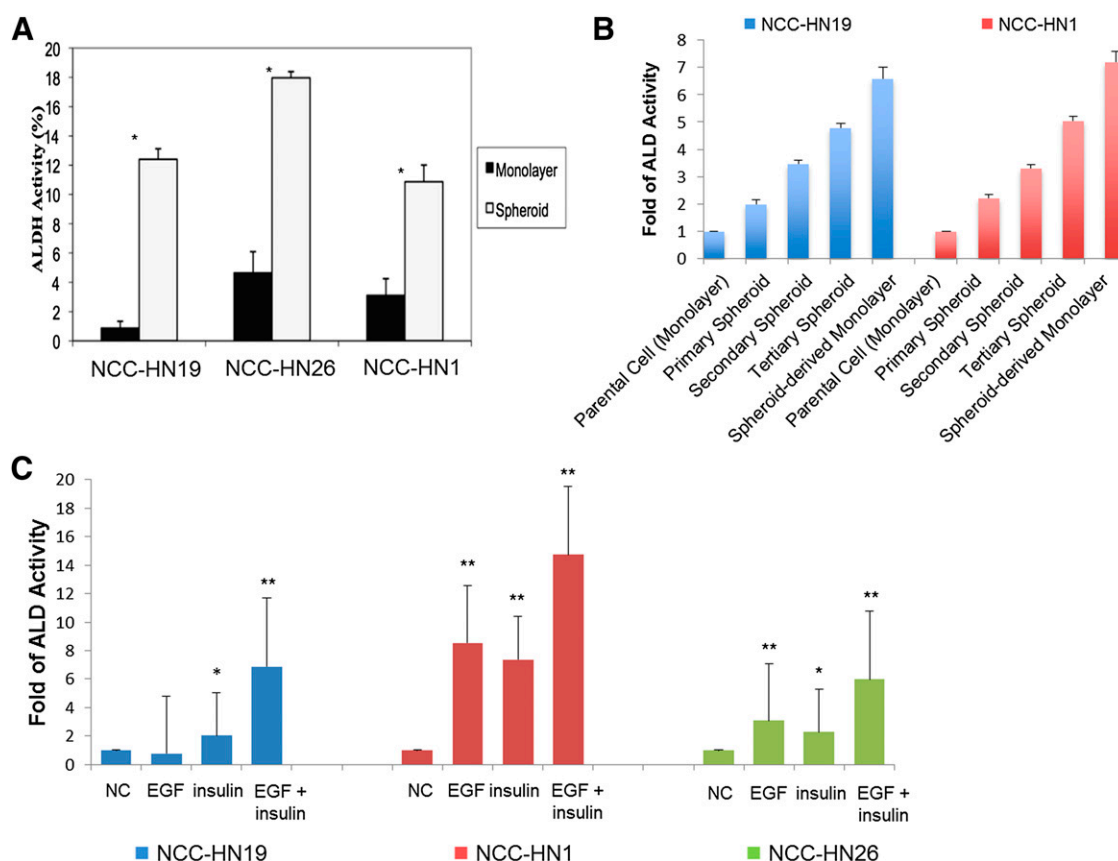 A
20
18
16
14
12
10
8
6
4
2
0
ALDH Activity (%)
*
*
*
Monolayer
Spheroid
NCC-HN19
NCC-HN26
NCC-HN1
B
NCC-HN19
NCC-HN1
8
7
6
5
4
3
2
1
0
Fold of ALD Activity
Parental Cell (Monolayer)
Primary Spheroid
Secondary Spheroid
Tertiary Spheroid
Spheroid-derived Monolayer
Parental Cell (Monolayer)
Primary Spheroid
Secondary Spheroid
Tertiary Spheroid
Spheroid-derived Monolayer
C
20
18
16
14
12
10
8
6
4
2
0
Fold of ALD Activity
*
**
**
**
**
**
*
**
NC EGF insulin EGF +
insulin
NC EGF insulin EGF +
insulin
NC EGF insulin EGF +
insulin
NCC-HN19
NCC-HN1
NCC-HN26